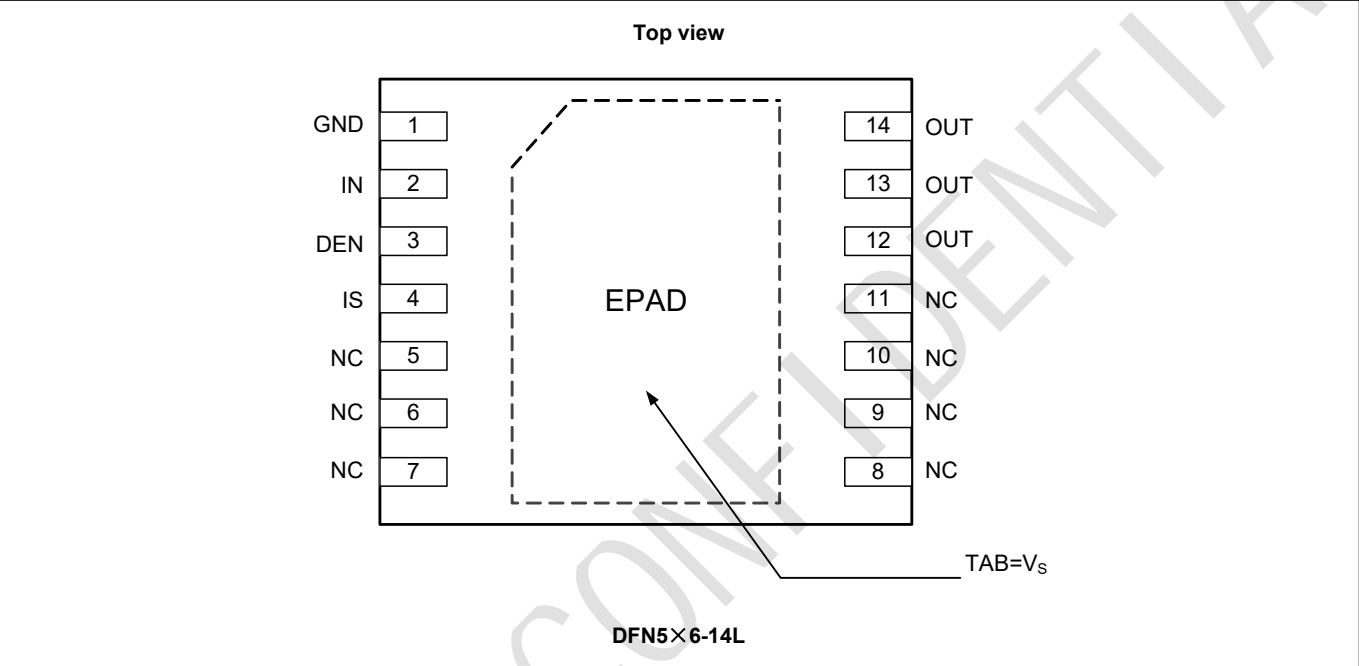 Top view
GND 1 14 OUT
IN 2 13 OUT
DEN 3 12 OUT
IS 4 EPAD 11 NC
NC 5 10 NC
NC 6 9 NC
NC 7 8 NC
TAB=VS
DFN5×6-14L
CONFIDENTIA